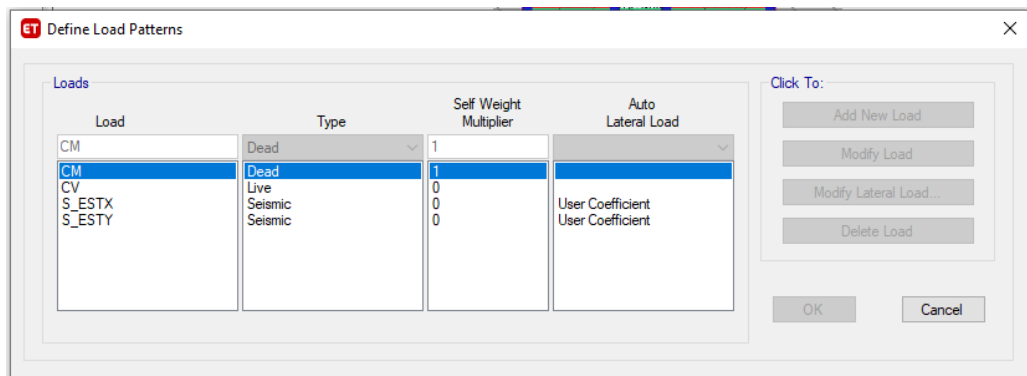 ET Define Load Patterns
Loads
Click To:
Load Type Self Weight Multiplier Auto Lateral Load
CM Dead 1
CM Dead 1
CV Live 0
S_ESTX Seismic 0 User Coefficient
S_ESTY Seismic 0 User Coefficient
Add New Load
Modify Load
Modify Lateral Load...
Delete Load
OK Cancel